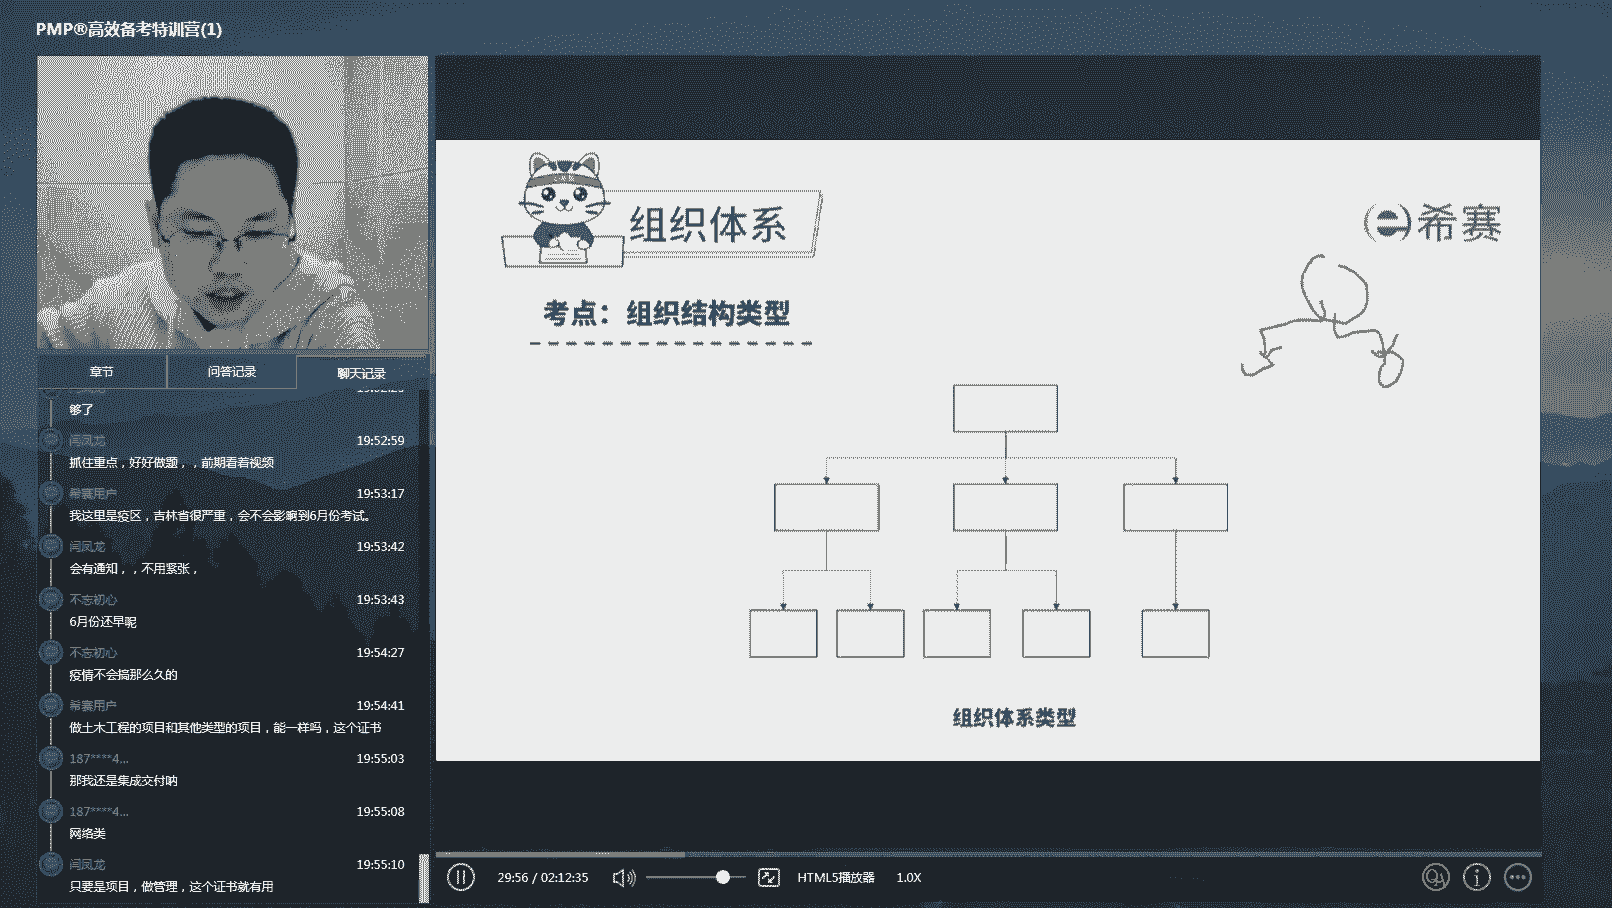 PMP®高效备考特训营(1)
组织体系
希赛
考点：组织结构类型
组织体系类型
章节
问答记录
聊天记录
够了
闫凤龙 19:52:59
抓住重点，好好做题，，前期看着视频
希赛用户 19:53:17
我这里是疫区，吉林省很严重，会不会影响到6月份考试。
闫凤龙 19:53:42
会有通知，，不用紧张，
不忘初心 19:53:43
6月份还早呢
不忘初心 19:54:27
疫情不会搞那么久的
希赛用户 19:54:41
做土木工程的项目和其他类型的项目，能一样吗，这个证书
187****4... 19:55:03
那我还是集成交付呐
187****4... 19:55:08
网络类
闫凤龙 19:55:10
只要是项目，做管理，这个证书就有用
29:56 / 02:12:35
HTML5播放器
1.0X